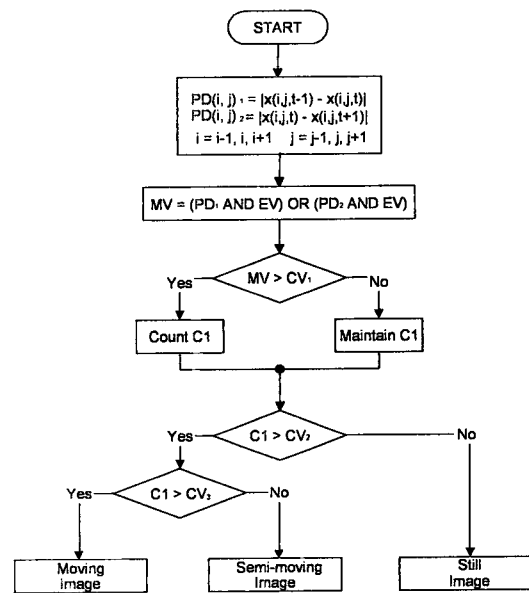 START
PD(i, j) ₁ = |x(i,j,t-1) - x(i,j,t)|
PD(i, j) ₂ = |x(i,j,t) - x(i,j,t+1)|
i = i-1, i, i+1 j = j-1, j, j+1
MV = (PD₁ AND EV) OR (PD₂ AND EV)
Yes MV > CV₁ No
Count C1 Maintain C1
Yes C1 > CV₂ No
Yes C1 > CV₃ No
Moving Image
Semi-moving Image
Still Image